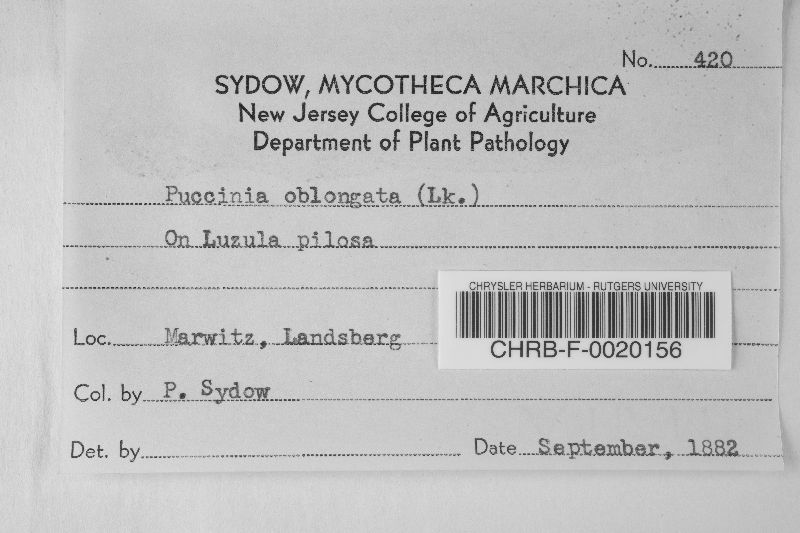 No. 420
SYDOW, MYCOTHECA MARCHICA
New Jersey College of Agriculture
Department of Plant Pathology
Puccinia oblongata (Lk.)
On Luzula pilosa
CHRYSLER HERBARIUM - RUTGERS UNIVERSITY
CHRB-F-0020156
Loc. Marwitz, Landsberg
Col. by P. Sydow
Det. by
Date September, 1882